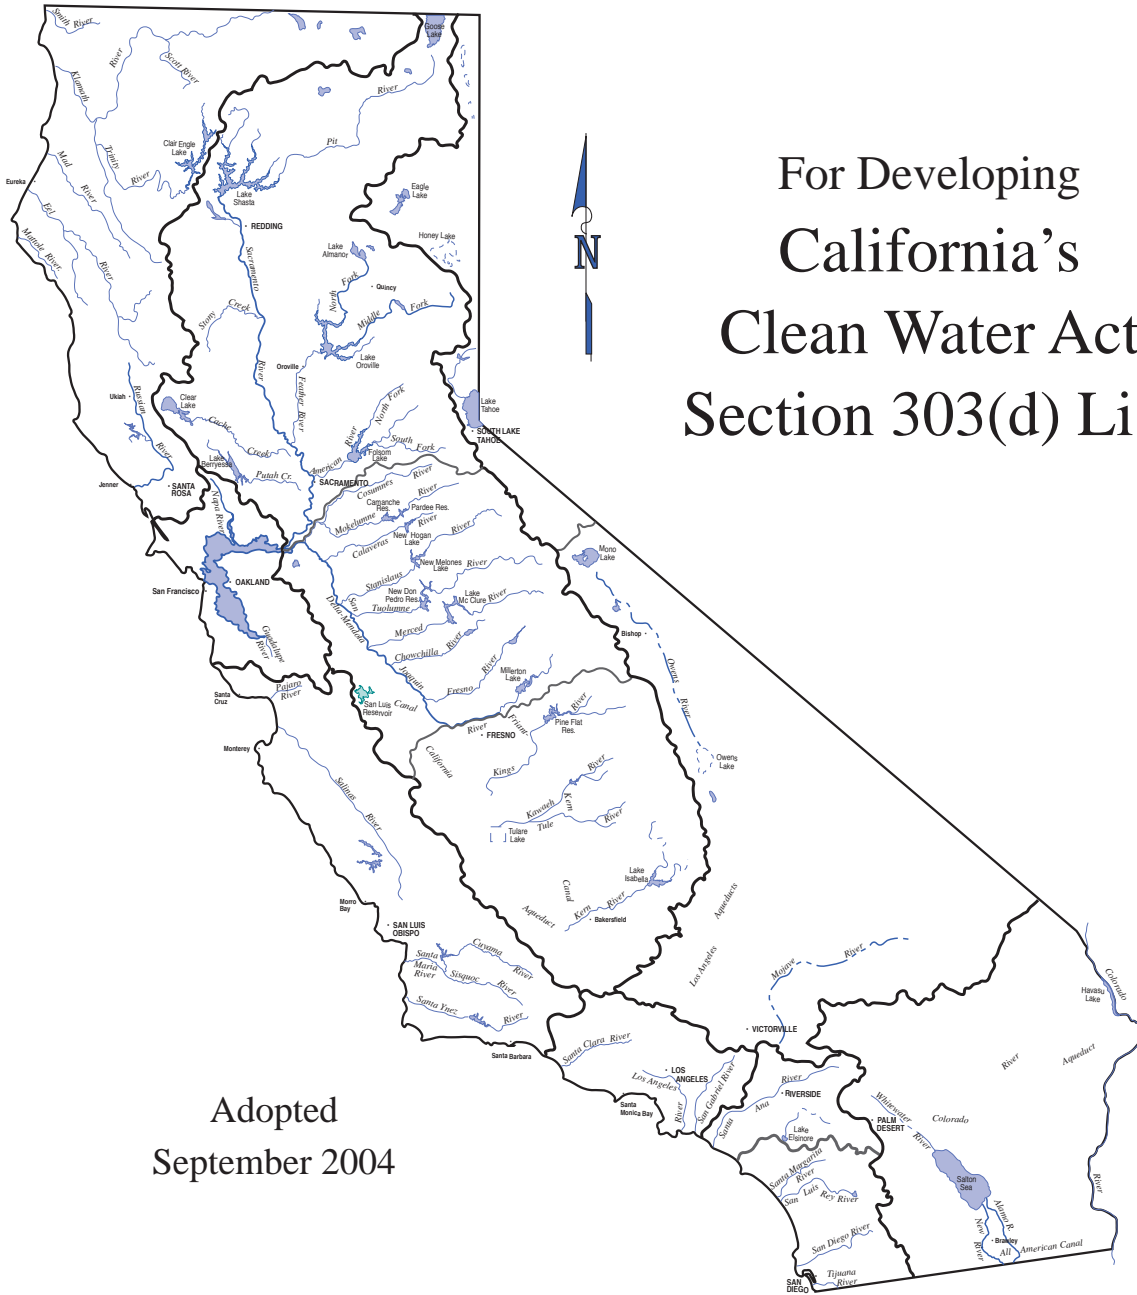 For Developing
California's
Clean Water Act
Section 303(d) Li
Adopted
September 2004
N
Smith River
Klamath
River
Scott River
Goose
Lake
River
Pit
Clair Engle
Lake
Trinity
River
Mad
River
Eureka
Eel
River
Mattole River
Lake
Shasta
REDDING
Eagle
Lake
Honey Lake
Lake
Almanor
Quincy
North
Fork
Middle
Fork
Sacramento
River
Stony
Creek
Oroville
Lake
Oroville
Feather River
Ukiah
Russian
River
Clear
Lake
Cache
Creek
Lake
Berryessa
Putah Cr.
North Fork
South
Fork
American
River
Folsom
Lake
Lake
Tahoe
SOUTH LAKE
TAHOE
Jenner
SANTA
ROSA
Napa River
SACRAMENTO
Cosumnes
River
Camanche
Res.
Pardee Res.
River
Mokelumne
River
New Hogan
Lake
Calaveras
River
New Melones
Lake
Stanislaus
River
Mono
Lake
San Francisco
OAKLAND
Guadalupe
River
New Don
Pedro Res.
Lake
Mc Clure
River
Tuolumne
Merced
San
Joaquin
River
Delta-Mendota
Canal
Chowchilla
River
Fresno
River
Millerton
Lake
Bishop
Owens
River
Santa
Cruz
Pajaro
River
San Luis
Reservoir
Friant
FRESNO
Pine Flat
Res.
River
Kings
Monterey
California
Owens
Lake
Salinas
River
Kaweah
River
Kern
Tule
River
Tulare
Lake
Lake
Isabella
Canal
Kern
River
Bakersfield
Aqueduct
Los Angeles
Aqueducts
Morro
Bay
SAN LUIS
OBISPO
Santa
Maria
River
Cuyama
River
Sisquoc
River
Santa Ynez
River
Santa Barbara
Mojave
River
VICTORVILLE
Santa Clara River
LOS
ANGELES
Los Angeles
River
San Gabriel River
Santa
Monica Bay
Santa
Ana
River
RIVERSIDE
Lake
Elsinore
Colorado
Havasu
Lake
River
Aqueduct
Colorado
River
Whitewater
River
PALM
DESERT
Salton
Sea
Santa Margarita
River
San Luis
Rey River
San Diego River
SAN
DIEGO
Tijuana
River
New
River
Alamo R.
Brawley
All
American Canal